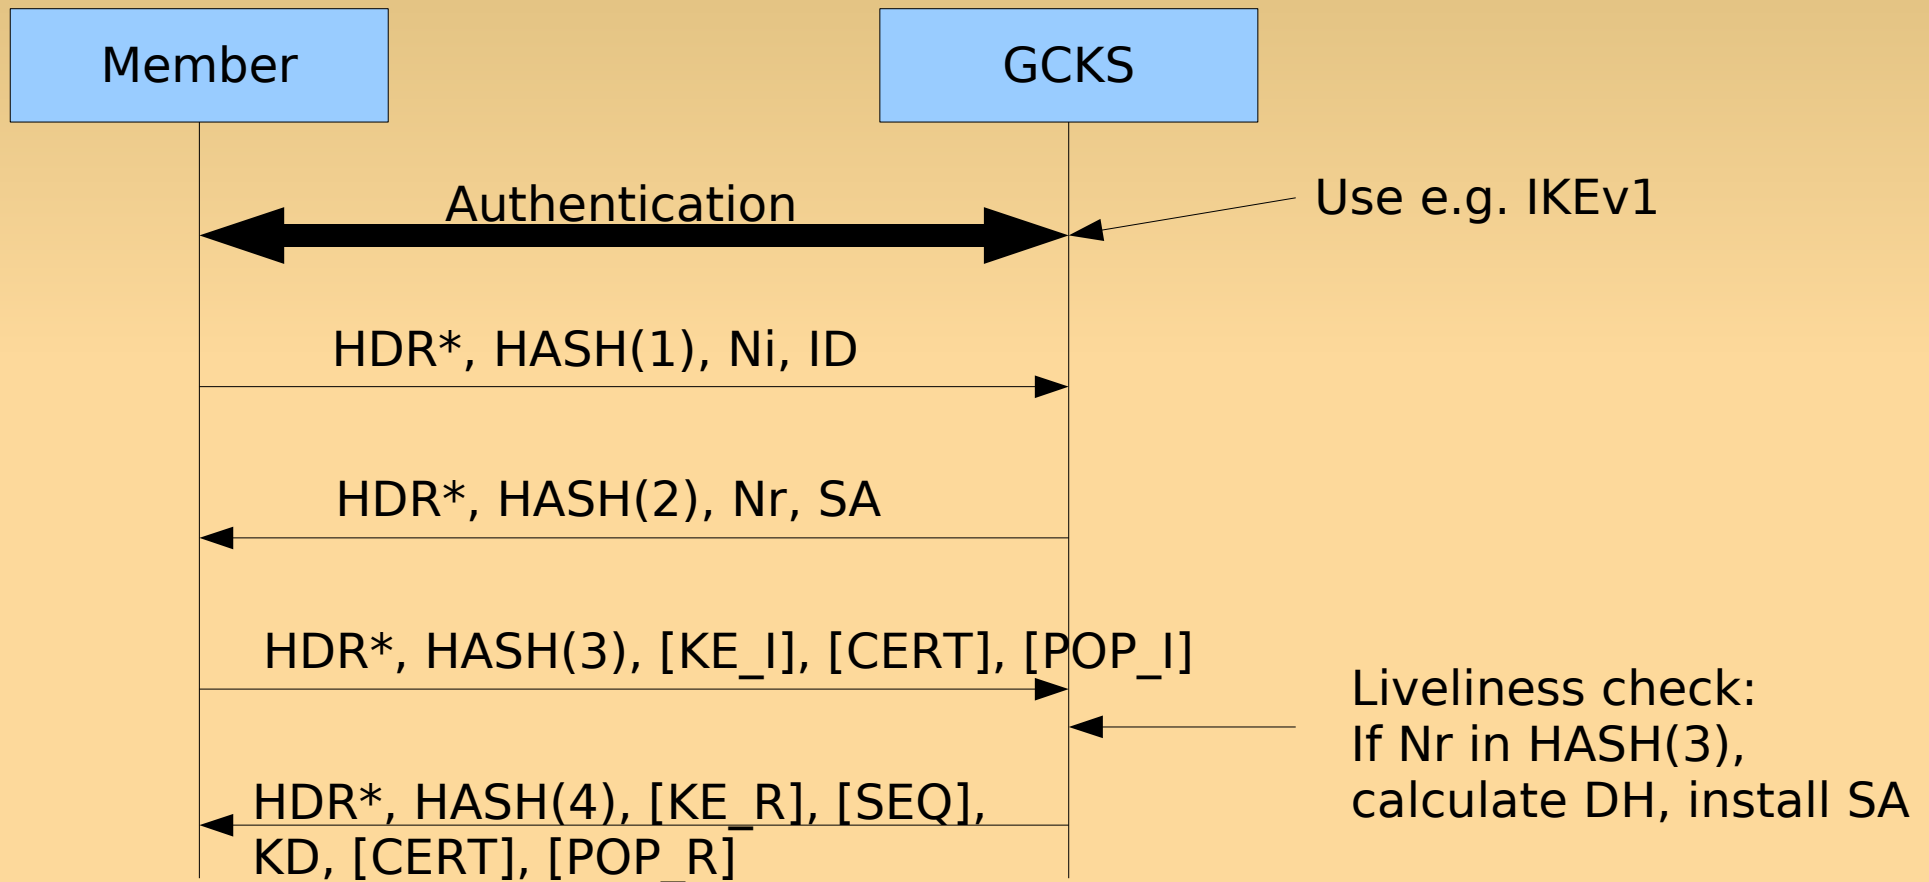 Member
GCKS
Authentication
Use e.g. IKEv1
HDR*, HASH(1), Ni, ID
HDR*, HASH(2), Nr, SA
HDR*, HASH(3), [KE_I], [CERT], [POP_I]
Liveliness check:
If Nr in HASH(3),
calculate DH, install SA
HDR*, HASH(4), [KE_R], [SEQ],
KD, [CERT], [POP_R]